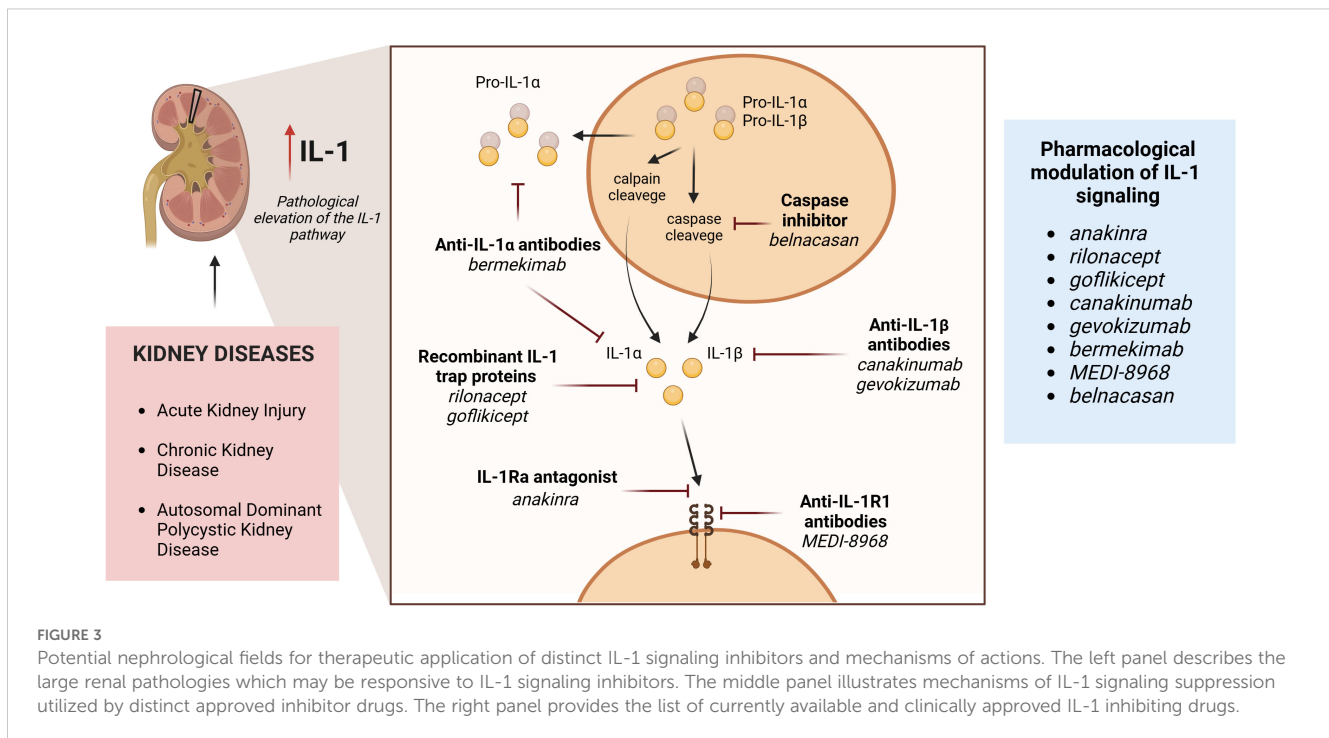 IL-1
Pathological
elevation of the IL-1
pathway
KIDNEY DISEASES
• Acute Kidney Injury
• Chronic Kidney
Disease
• Autosomal Dominant
Polycystic Kidney
Disease
Pro-IL-1α
Pro-IL-1α
Pro-IL-1β
calpain
cleavege
caspase
cleavege
Caspase
inhibitor
belnacasan
Anti-IL-1α antibodies
bermekimab
IL-1α
IL-1β
Anti-IL-1β
antibodies
canakinumab
gevokizumab
Recombinant IL-1
trap proteins
rilonacept
goflikicept
IL-1Ra antagonist
anakinra
Anti-IL-1R1
antibodies
MEDI-8968
Pharmacological
modulation of IL-1
signaling
• anakinra
• rilonacept
• goflikicept
• canakinumab
• gevokizumab
• bermekimab
• MEDI-8968
• belnacasan
FIGURE 3
Potential nephrological fields for therapeutic application of distinct IL-1 signaling inhibitors and mechanisms of actions. The left panel describes the
large renal pathologies which may be responsive to IL-1 signaling inhibitors. The middle panel illustrates mechanisms of IL-1 signaling suppression
utilized by distinct approved inhibitor drugs. The right panel provides the list of currently available and clinically approved IL-1 inhibiting drugs.